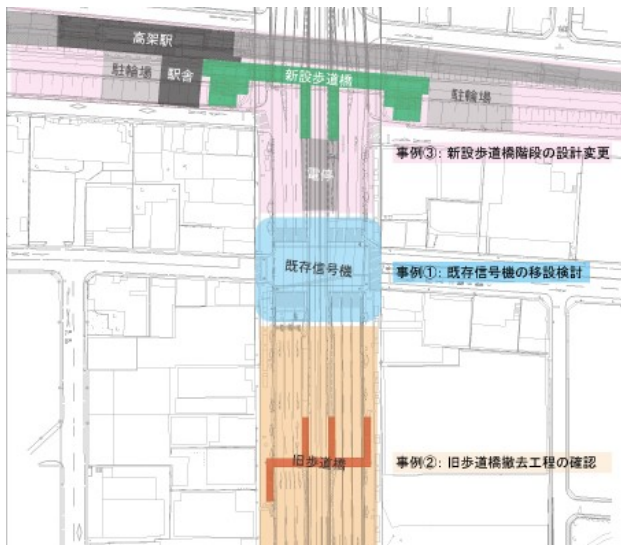 高架駅
駐輪場
駅舎
新設歩道橋
駐輪場
事例③: 新設歩道橋階段の設計変更
電停
既存信号機
事例①: 既存信号機の移設検討
旧歩道橋
事例②: 旧歩道橋撤去工程の確認